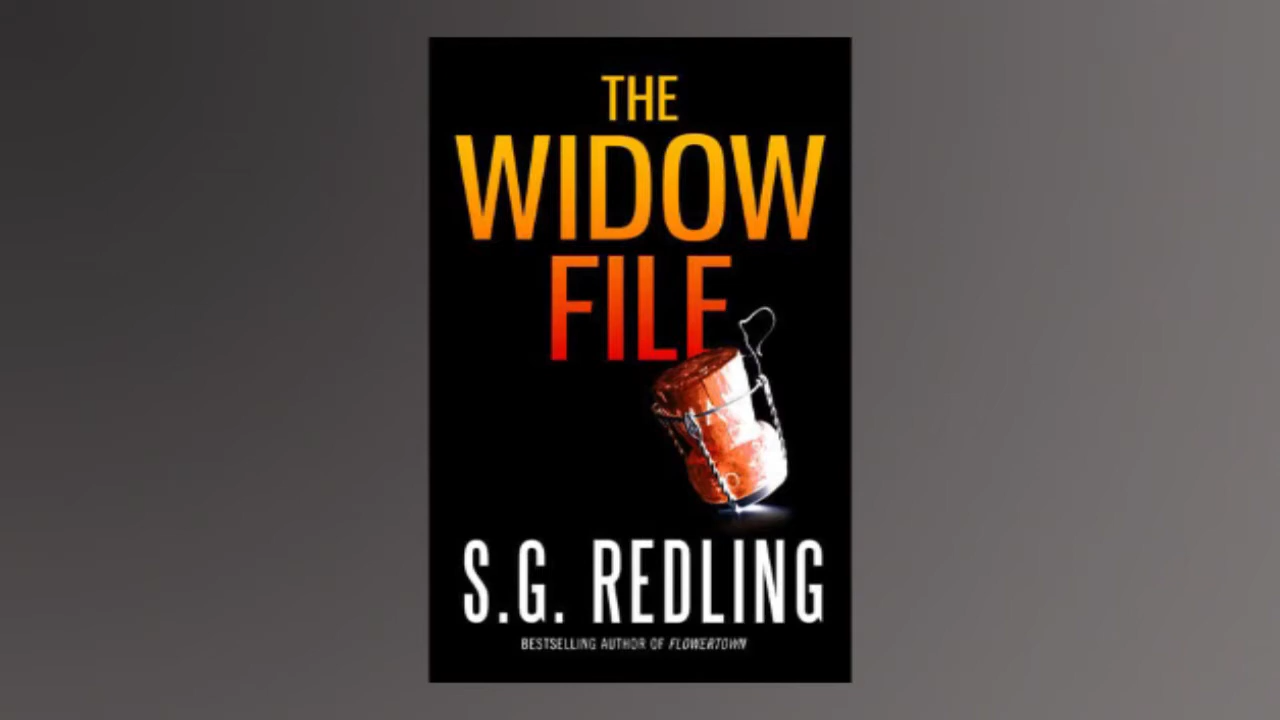 THE
WIDOW
FILE
S.G. REDLING
BESTSELLING AUTHOR OF FLOWERTOWN